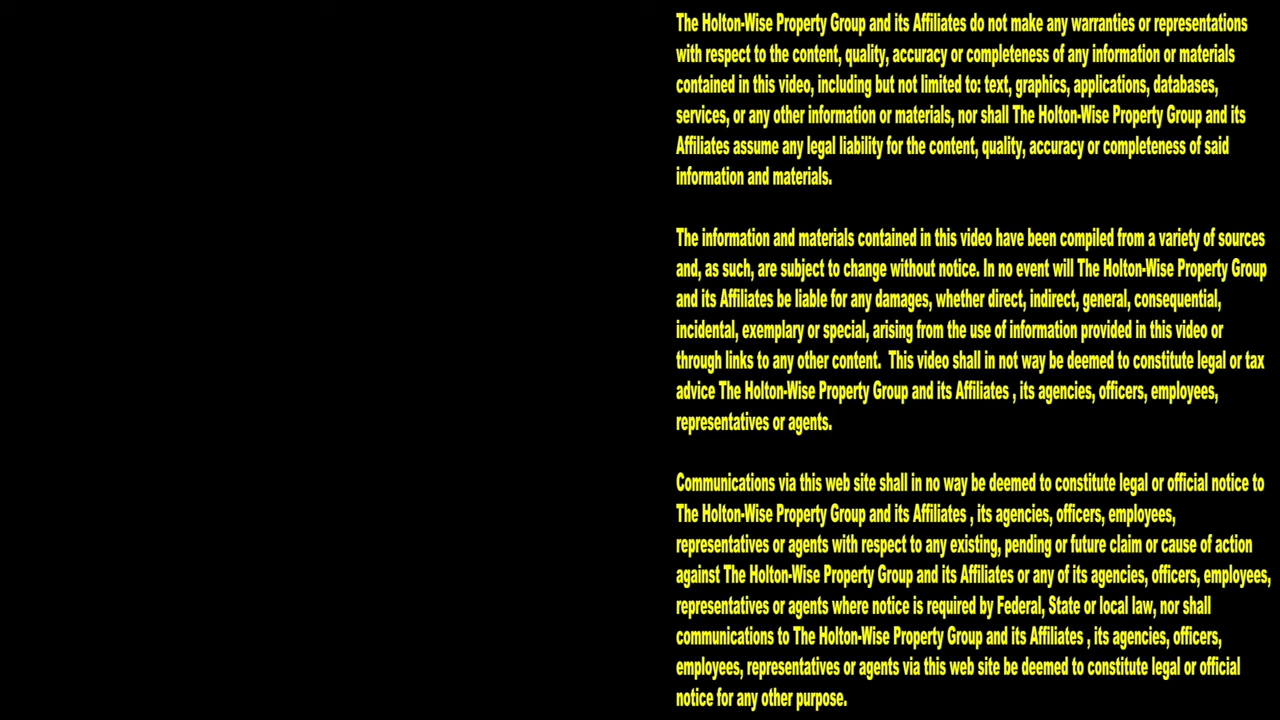 The Holton-Wise Property Group and its Affiliates do not make any warranties or representations
with respect to the content, quality, accuracy or completeness of any information or materials
contained in this video, including but not limited to: text, graphics, applications, databases,
services, or any other information or materials, nor shall The Holton-Wise Property Group and its
Affiliates assume any legal liability for the content, quality, accuracy or completeness of said
information and materials.
The information and materials contained in this video have been compiled from a variety of sources
and, as such, are subject to change without notice. In no event will The Holton-Wise Property Group
and its Affiliates be liable for any damages, whether direct, indirect, general, consequential,
incidental, exemplary or special, arising from the use of information provided in this video or
through links to any other content.  This video shall in not way be deemed to constitute legal or tax
advice The Holton-Wise Property Group and its Affiliates , its agencies, officers, employees,
representatives or agents.
Communications via this web site shall in no way be deemed to constitute legal or official notice to
The Holton-Wise Property Group and its Affiliates , its agencies, officers, employees,
representatives or agents with respect to any existing, pending or future claim or cause of action
against The Holton-Wise Property Group and its Affiliates or any of its agencies, officers, employees,
representatives or agents where notice is required by Federal, State or local law, nor shall
communications to The Holton-Wise Property Group and its Affiliates , its agencies, officers,
employees, representatives or agents via this web site be deemed to constitute legal or official
notice for any other purpose.